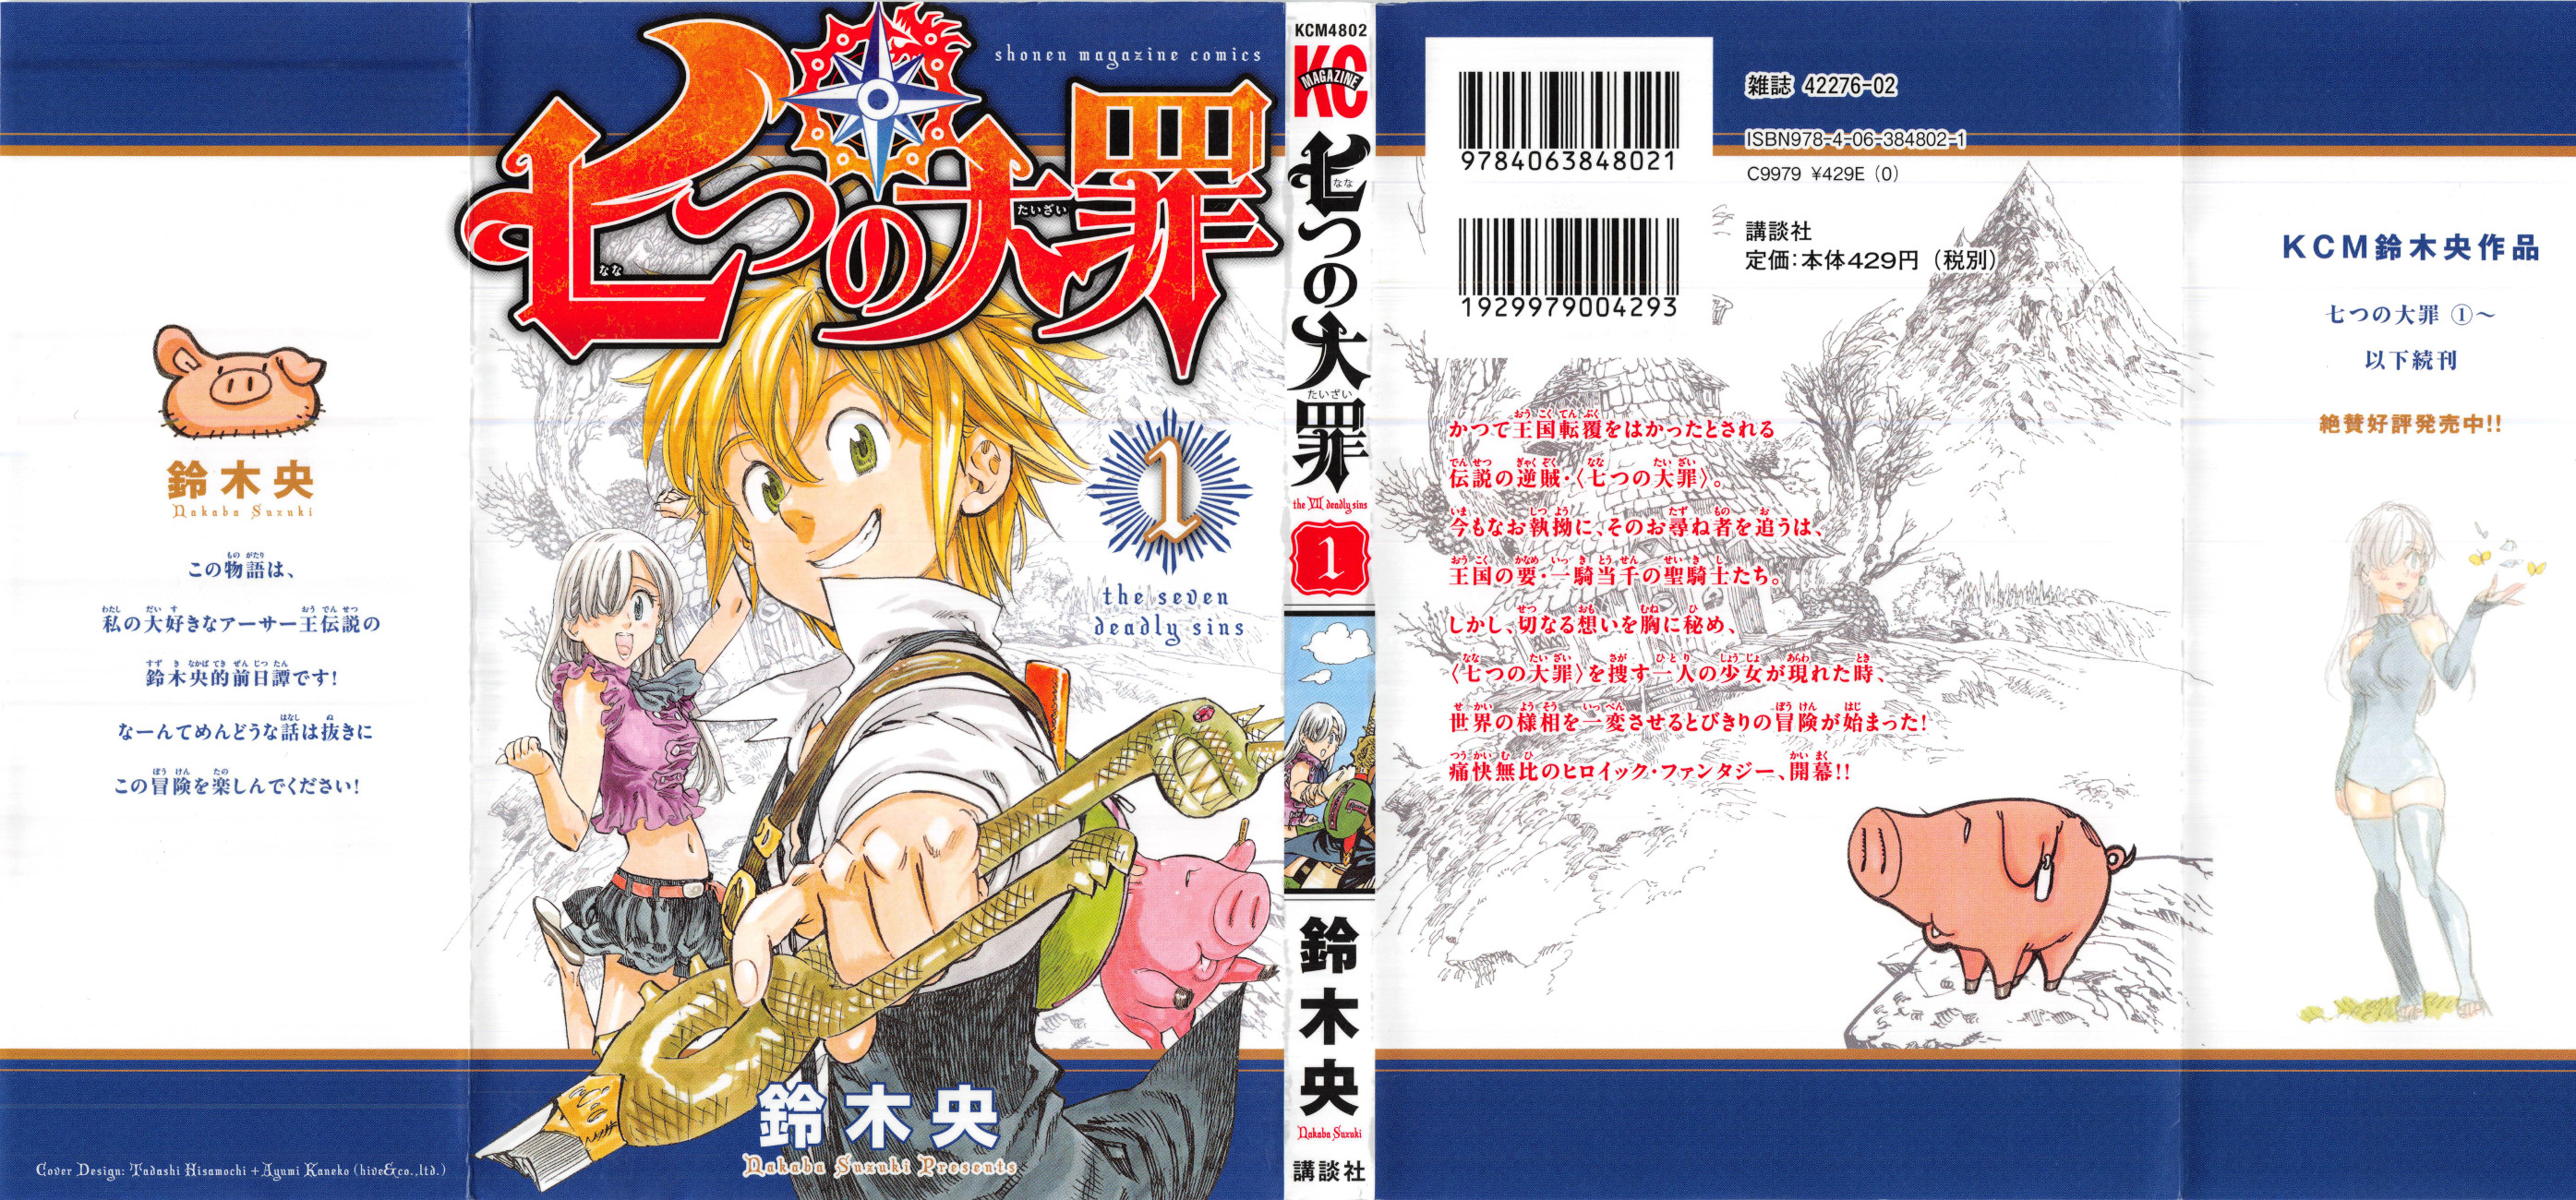 鈴木央
Nakaba Suzuki
この物語は、
私の大好きなアーサー王伝説の
鈴木央的前日譚です!
なーんてめんどうな話は抜きに
この冒険を楽しんでください!
Cover Design: Tadashi Hisamochi + Ayumi Kaneko (hive&co.,ltd.)
shonen magazine comics
七つの大罪
1
the seven
deadly sins
鈴木央
Nakaba Suzuki Presents
KCM4802
KC
MAGAZINE
七つの大罪
the VII deadly sins
1
鈴木央
Nakaba Suzuki
講談社
9784063848021
1929979004293
雑誌 42276-02
ISBN978-4-06-384802-1
C9979 ¥429E (0)
講談社
定価:本体429円(税別)
かつて王国転覆をはかったとされる
伝説の逆賊・〈七つの大罪〉。
今もなお執拗に、そのお尋ね者を追うは、
王国の要・一騎当千の聖騎士たち。
しかし、切なる想いを胸に秘め、
〈七つの大罪〉を捜す一人の少女が現れた時、
世界の様相を一変させるとびきりの冒険が始まった!
痛快無比のヒロイック・ファンタジー、開幕!!
KCM鈴木央作品
七つの大罪 ①〜
以下続刊
絶賛好評発売中!!